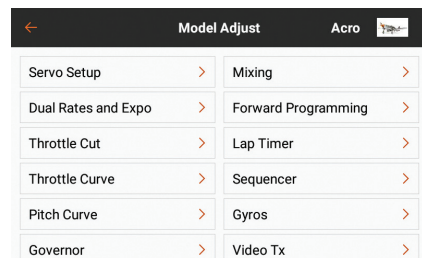 Model Adjust
Acro
Servo Setup
Mixing
Dual Rates and Expo
Forward Programming
Throttle Cut
Lap Timer
Throttle Curve
Sequencer
Pitch Curve
Gyros
Governor
Video Tx